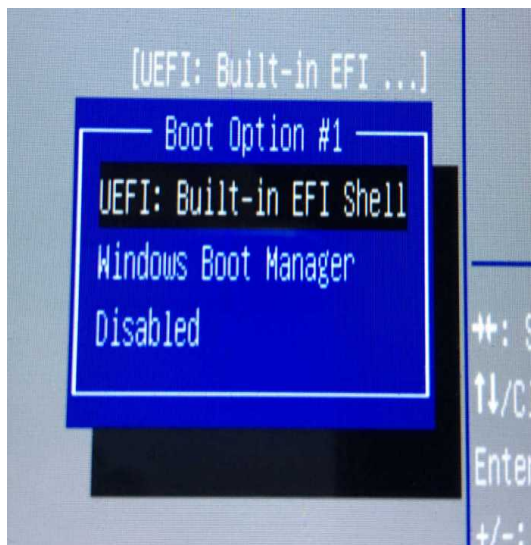 [UEFI: Built-in EFI ...]
Boot Option #1
UEFI: Built-in EFI Shell
Windows Boot Manager
Disabled
↑↓/C
Enter
+/-: